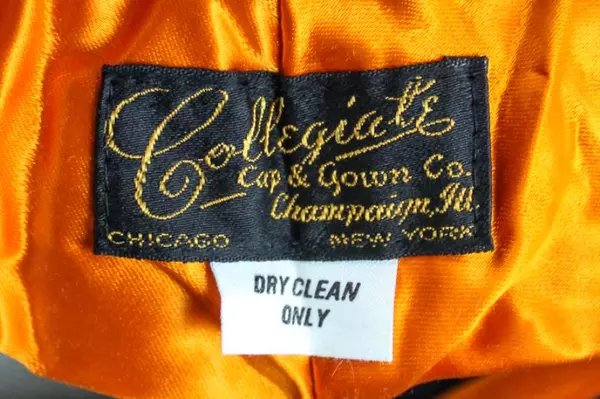 Collegiate
Cap & Gown Co.
Champaign, Ill.
CHICAGO NEW YORK
DRY CLEAN
ONLY